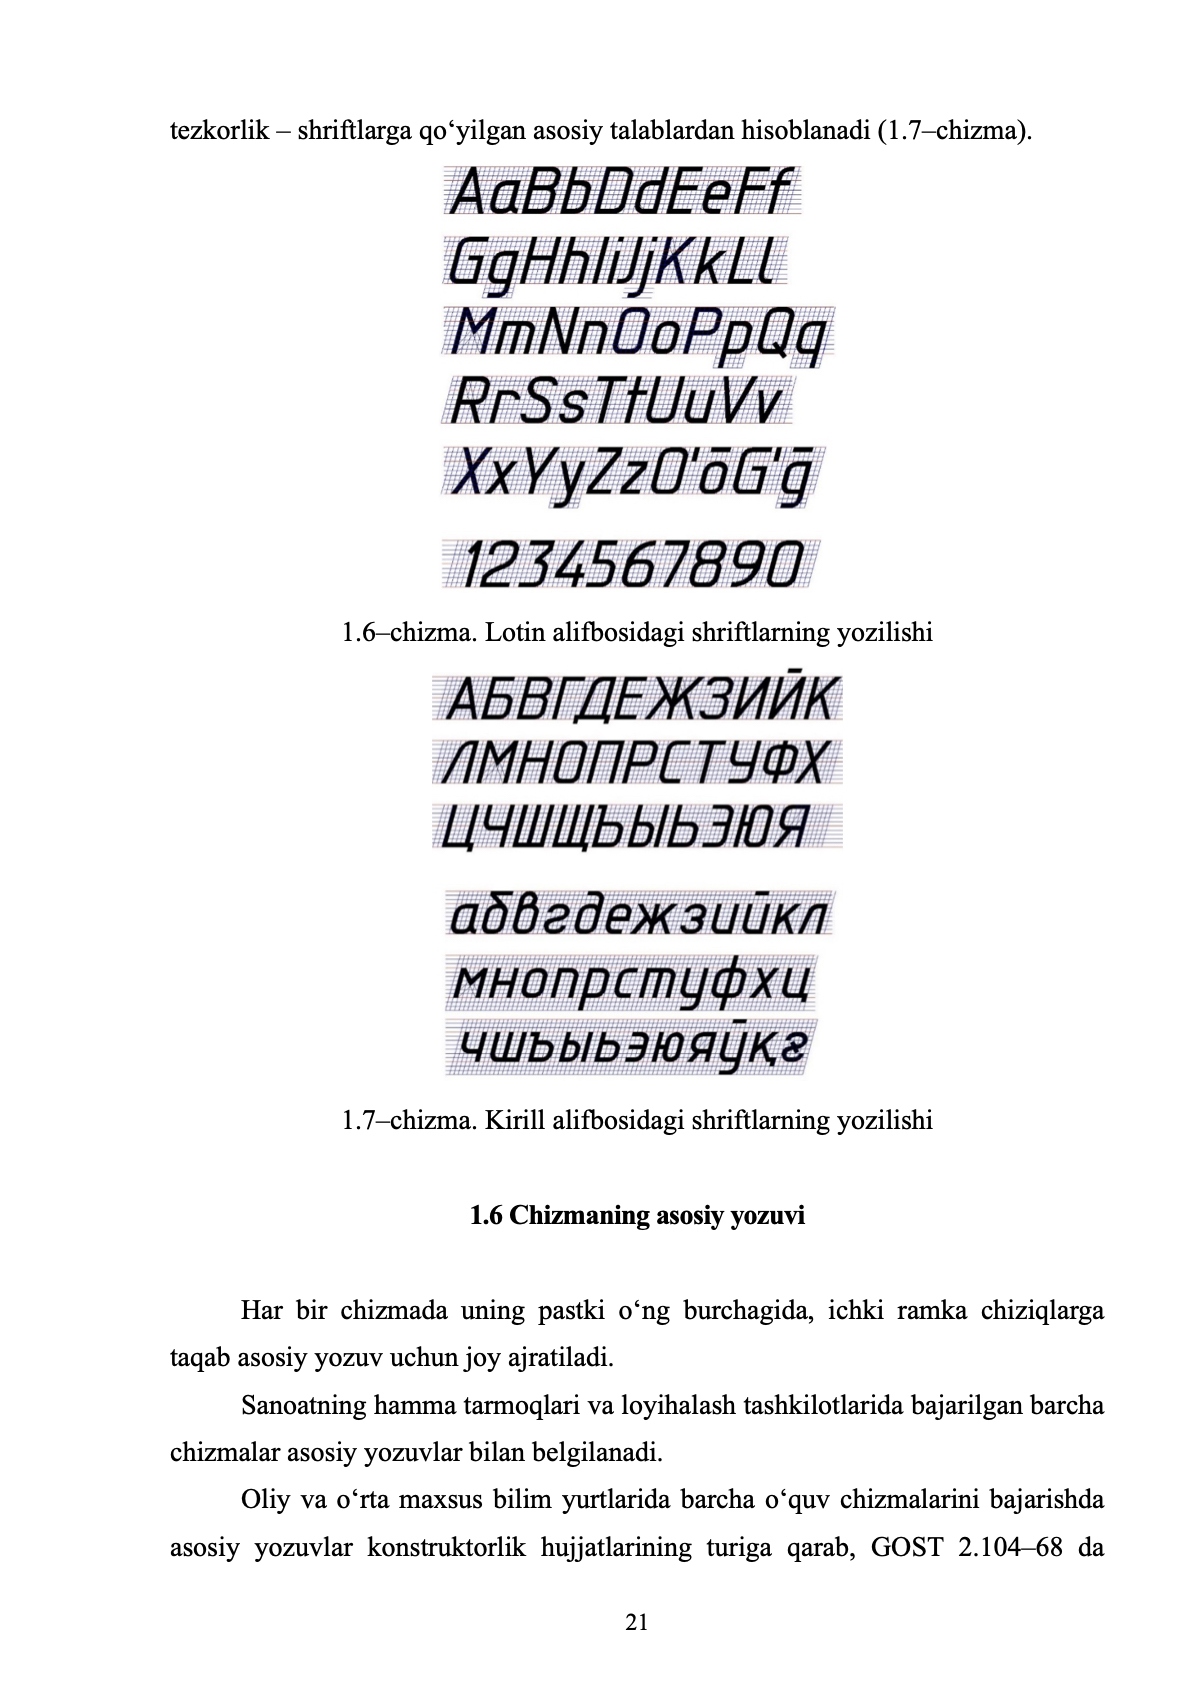 tezkorlik – shriftlarga qo‘yilgan asosiy talablardan hisoblanadi (1.7–chizma).
AaBbDdEeFf
GgHhIiJjKkLl
MmNnOoPpQq
RrSsTtUuVv
XxYyZzO'ōG'ḡ
1234567890
1.6–chizma. Lotin alifbosidagi shriftlarning yozilishi
АБВГДЕЖЗИЙК
ЛМНОПРСТУФХ
ЦЧШЩЪЫЬЭЮЯ
абвгдежзийкл
мнопрстуфхц
чшъыьэюяўқг
1.7–chizma. Kirill alifbosidagi shriftlarning yozilishi
1.6 Chizmaning asosiy yozuvi
Har bir chizmada uning pastki o‘ng burchagida, ichki ramka chiziqlarga
taqab asosiy yozuv uchun joy ajratiladi.
Sanoatning hamma tarmoqlari va loyihalash tashkilotlarida bajarilgan barcha
chizmalar asosiy yozuvlar bilan belgilanadi.
Oliy va o‘rta maxsus bilim yurtlarida barcha o‘quv chizmalarini bajarishda
asosiy yozuvlar konstruktorlik hujjatlarining turiga qarab, GOST 2.104–68 da
21